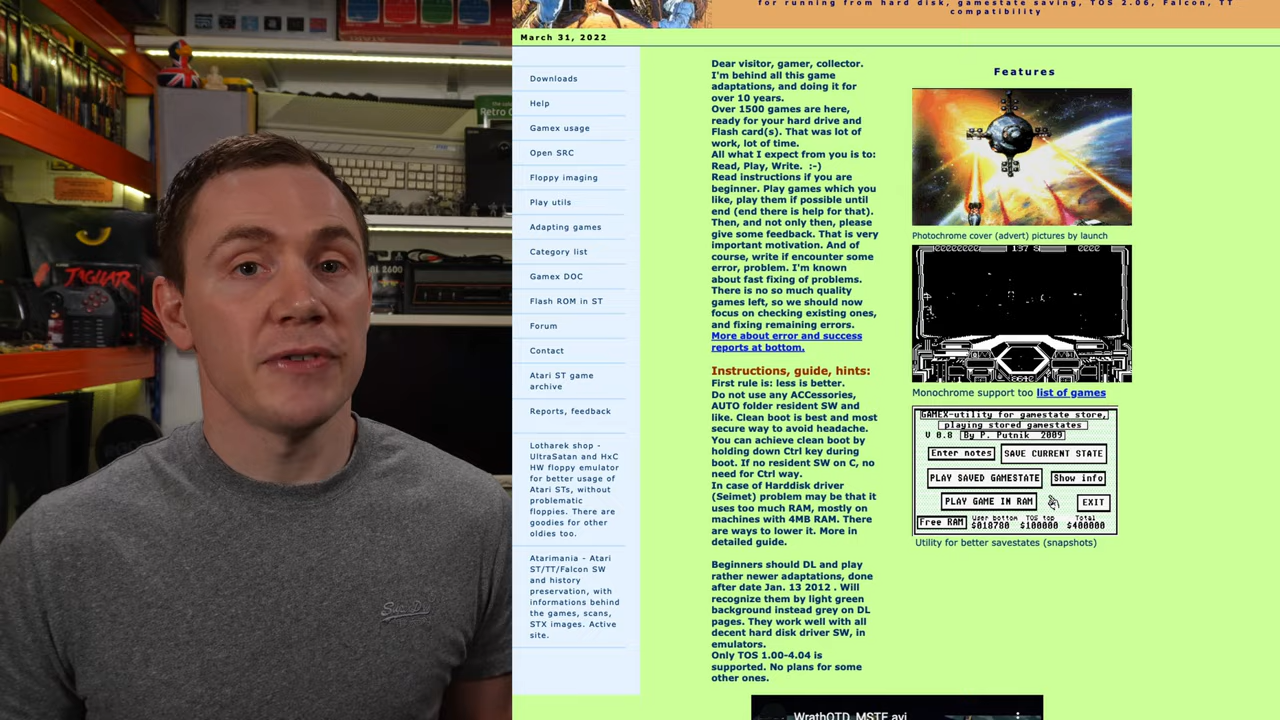 for running from hard disk, gamestate saving, TOS 2.06, Falcon, TT
compatibility
March 31, 2022
Downloads
Help
Gamex usage
Open SRC
Floppy imaging
Play utils
Adapting games
Category list
Gamex DOC
Flash ROM in ST
Forum
Contact
Atari ST game
archive
Reports, feedback
Lotharek shop -
UltraSatan and HxC
HW floppy emulator
for better usage of
Atari STs, without
problematic
floppies. There are
goodies for other
oldies too.
Atarimania - Atari
ST/TT/Falcon SW
and history
preservation, with
informations behind
the games, scans,
STX images. Active
site.
Dear visitor, gamer, collector.
I'm behind all this game
adaptations, and doing it for
over 10 years.
Over 1500 games are here,
ready for your hard drive and
Flash card(s). That was lot of
work, lot of time.
All what I expect from you is to:
Read, Play, Write. :-)
Read instructions if you are
beginner. Play games which you
like, play them if possible until
end (end there is help for that).
Then, and not only then, please
give some feedback. That is very
important motivation. And of
course, write if encounter some
error, problem. I'm known
about fast fixing of problems.
There is no so much quality
games left, so we should now
focus on checking existing ones,
and fixing remaining errors.
More about error and success
reports at bottom.
Instructions, guide, hints:
First rule is: less is better.
Do not use any ACCessories,
AUTO folder resident SW and
like. Clean boot is best and most
secure way to avoid headache.
You can achieve clean boot by
holding down Ctrl key during
boot. If no resident SW on C, no
need for Ctrl way.
In case of Harddisk driver
(Seimet) problem may be that it
uses too much RAM, mostly on
machines with 4MB RAM. There
are ways to lower it. More in
detailed guide.
Beginners should DL and play
rather newer adaptations, done
after date Jan. 13 2012 . Will
recognize them by light green
background instead grey on DL
pages. They work well with all
decent hard disk driver SW, in
emulators.
Only TOS 1.00-4.04 is
supported. No plans for some
other ones.
Features
Photochrome cover (advert) pictures by launch
Monochrome support too list of games
GAMEX-utility for gamestate store,
playing stored gamestates
V 0.8 By P. Putnik 2009
Enter notes SAVE CURRENT STATE
PLAY SAVED GAMESTATE Show info
PLAY GAME IN RAM EXIT
Free RAM User bottom TOS top Total
$018780 $100000 $400000
Utility for better savestates (snapshots)
WrathOTD_MSTE.avi
JAGUAR